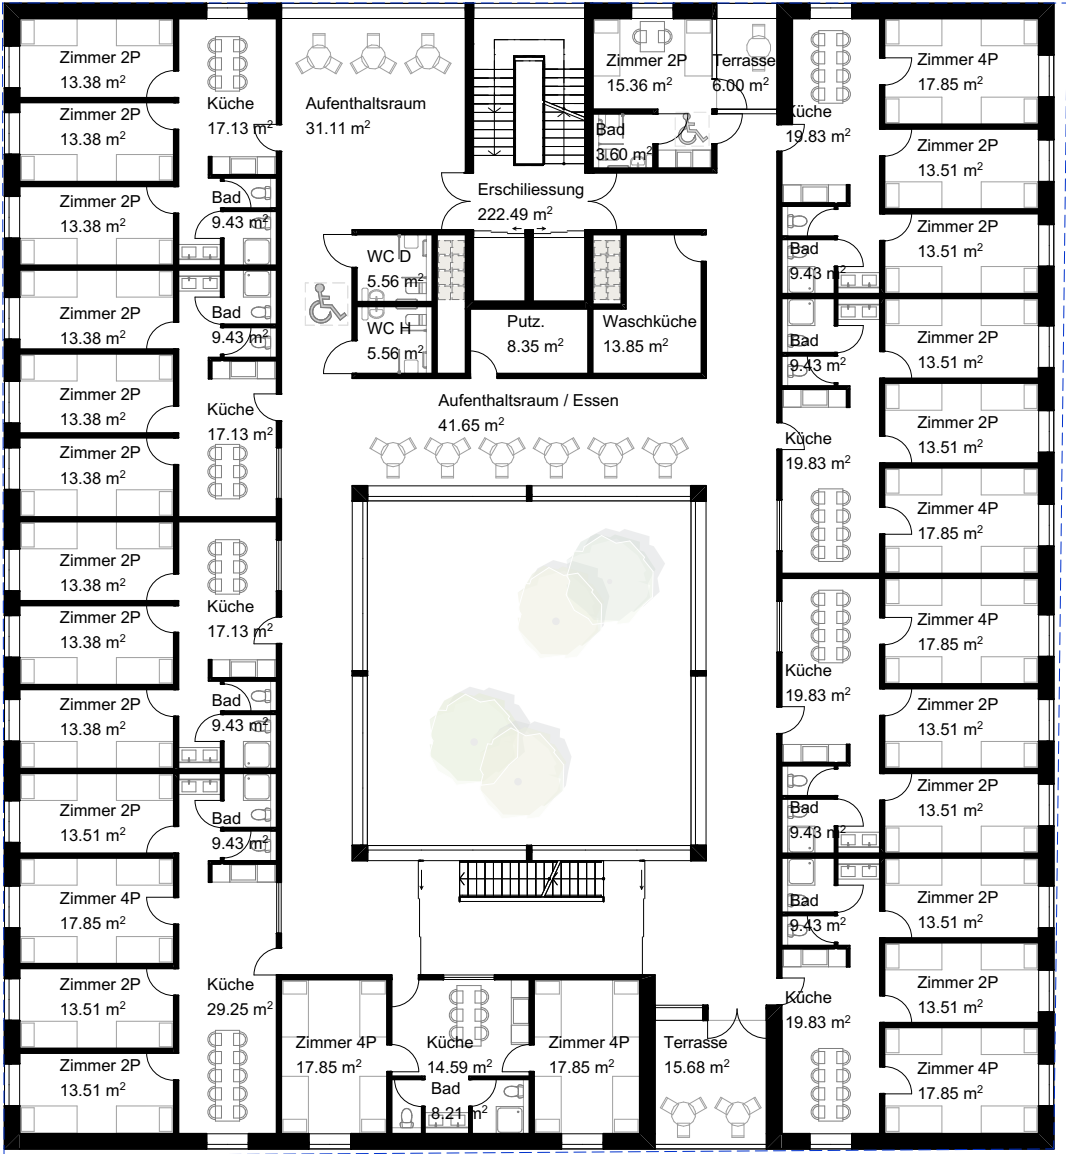 Zimmer 2P
13.38 m²
Zimmer 2P
13.38 m²
Zimmer 2P
13.38 m²
Zimmer 2P
13.38 m²
Zimmer 2P
13.38 m²
Zimmer 2P
13.38 m²
Zimmer 2P
13.38 m²
Zimmer 2P
13.38 m²
Zimmer 2P
13.38 m²
Zimmer 2P
13.51 m²
Zimmer 4P
17.85 m²
Zimmer 2P
13.51 m²
Zimmer 2P
13.51 m²
Küche
17.13 m²
Bad
9.43 m²
Bad
9.43 m²
Küche
17.13 m²
Küche
17.13 m²
Bad
9.43 m²
Bad
9.43 m²
Küche
29.25 m²
Aufenthaltsraum
31.11 m²
Erschiliessung
222.49 m²
WC D
5.56 m²
WC H
5.56 m²
Putz.
8.35 m²
Waschküche
13.85 m²
Aufenthaltsraum / Essen
41.65 m²
Zimmer 2P
15.36 m²
Terrasse
6.00 m²
Bad
3.60 m²
Zimmer 4P
17.85 m²
Küche
14.59 m²
Bad
8.21 m²
Zimmer 4P
17.85 m²
Terrasse
15.68 m²
Küche
19.83 m²
Bad
9.43 m²
Bad
9.43 m²
Küche
19.83 m²
Küche
19.83 m²
Bad
9.43 m²
Bad
9.43 m²
Küche
19.83 m²
Zimmer 4P
17.85 m²
Zimmer 2P
13.51 m²
Zimmer 2P
13.51 m²
Zimmer 2P
13.51 m²
Zimmer 2P
13.51 m²
Zimmer 4P
17.85 m²
Zimmer 4P
17.85 m²
Zimmer 2P
13.51 m²
Zimmer 2P
13.51 m²
Zimmer 2P
13.51 m²
Zimmer 2P
13.51 m²
Zimmer 4P
17.85 m²